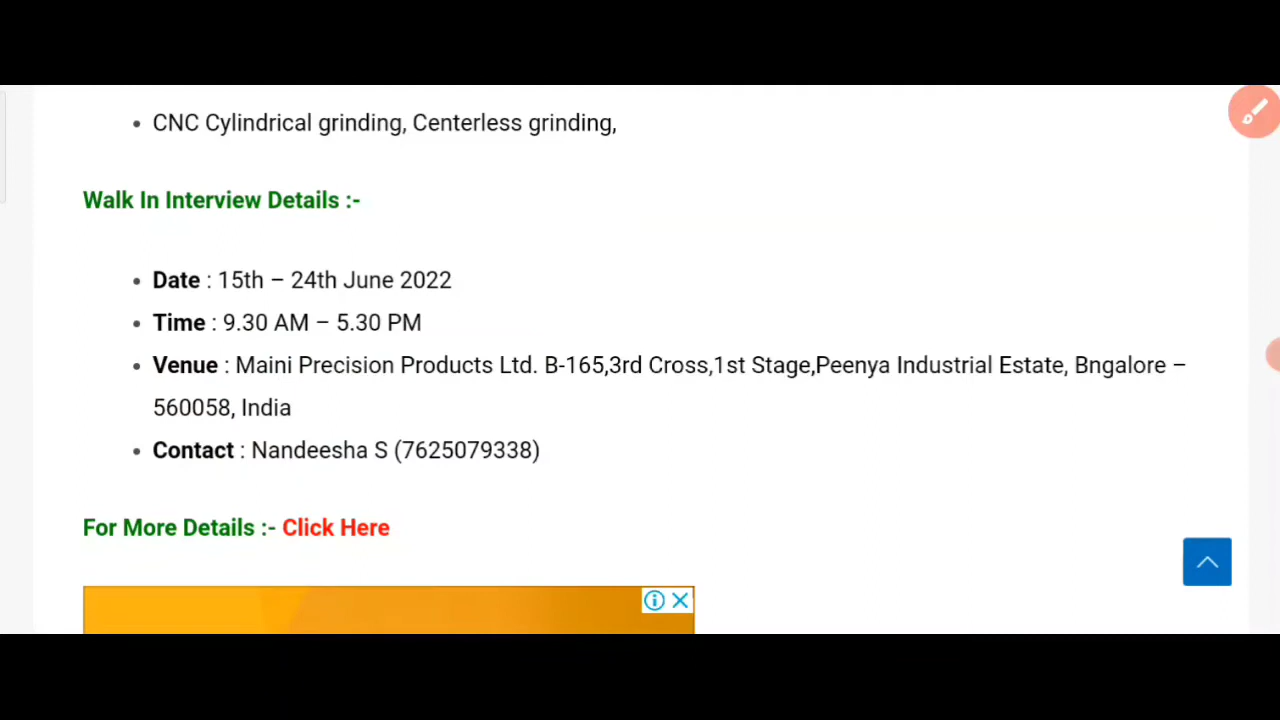 CNC Cylindrical grinding, Centerless grinding,
Walk In Interview Details :-
Date : 15th – 24th June 2022
Time : 9.30 AM – 5.30 PM
Venue : Maini Precision Products Ltd. B-165,3rd Cross,1st Stage,Peenya Industrial Estate, Bngalore –
560058, India
Contact : Nandeesha S (7625079338)
For More Details :- Click Here